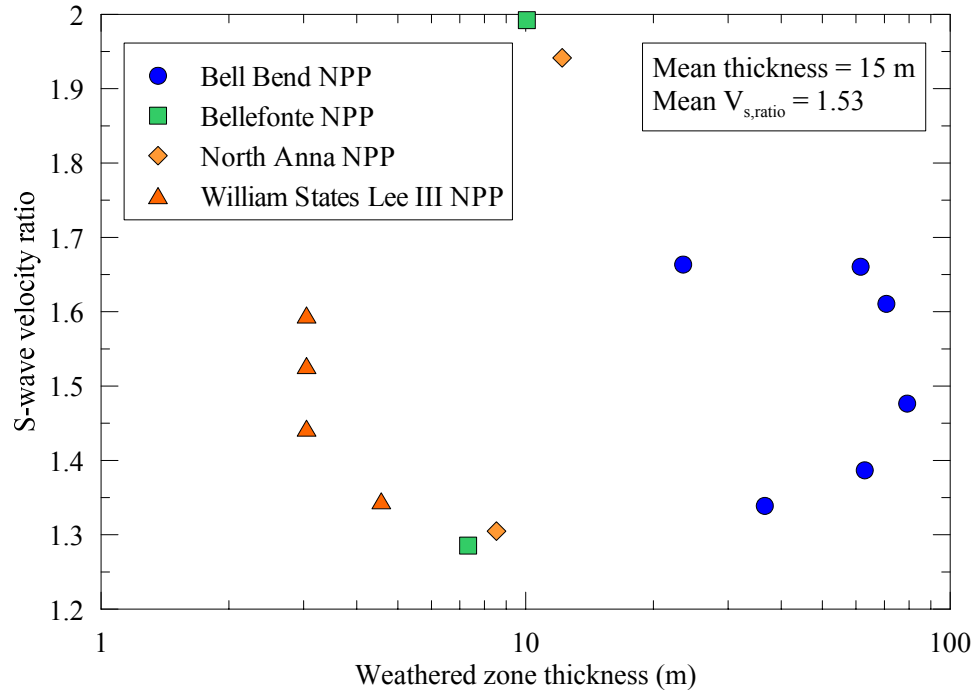 2
1.9
1.8
1.7
1.6
1.5
1.4
1.3
1.2
S-wave velocity ratio
Bell Bend NPP
Bellefonte NPP
North Anna NPP
William States Lee III NPP
Mean thickness = 15 m
Mean Vs,ratio = 1.53
1 10 100
Weathered zone thickness (m)